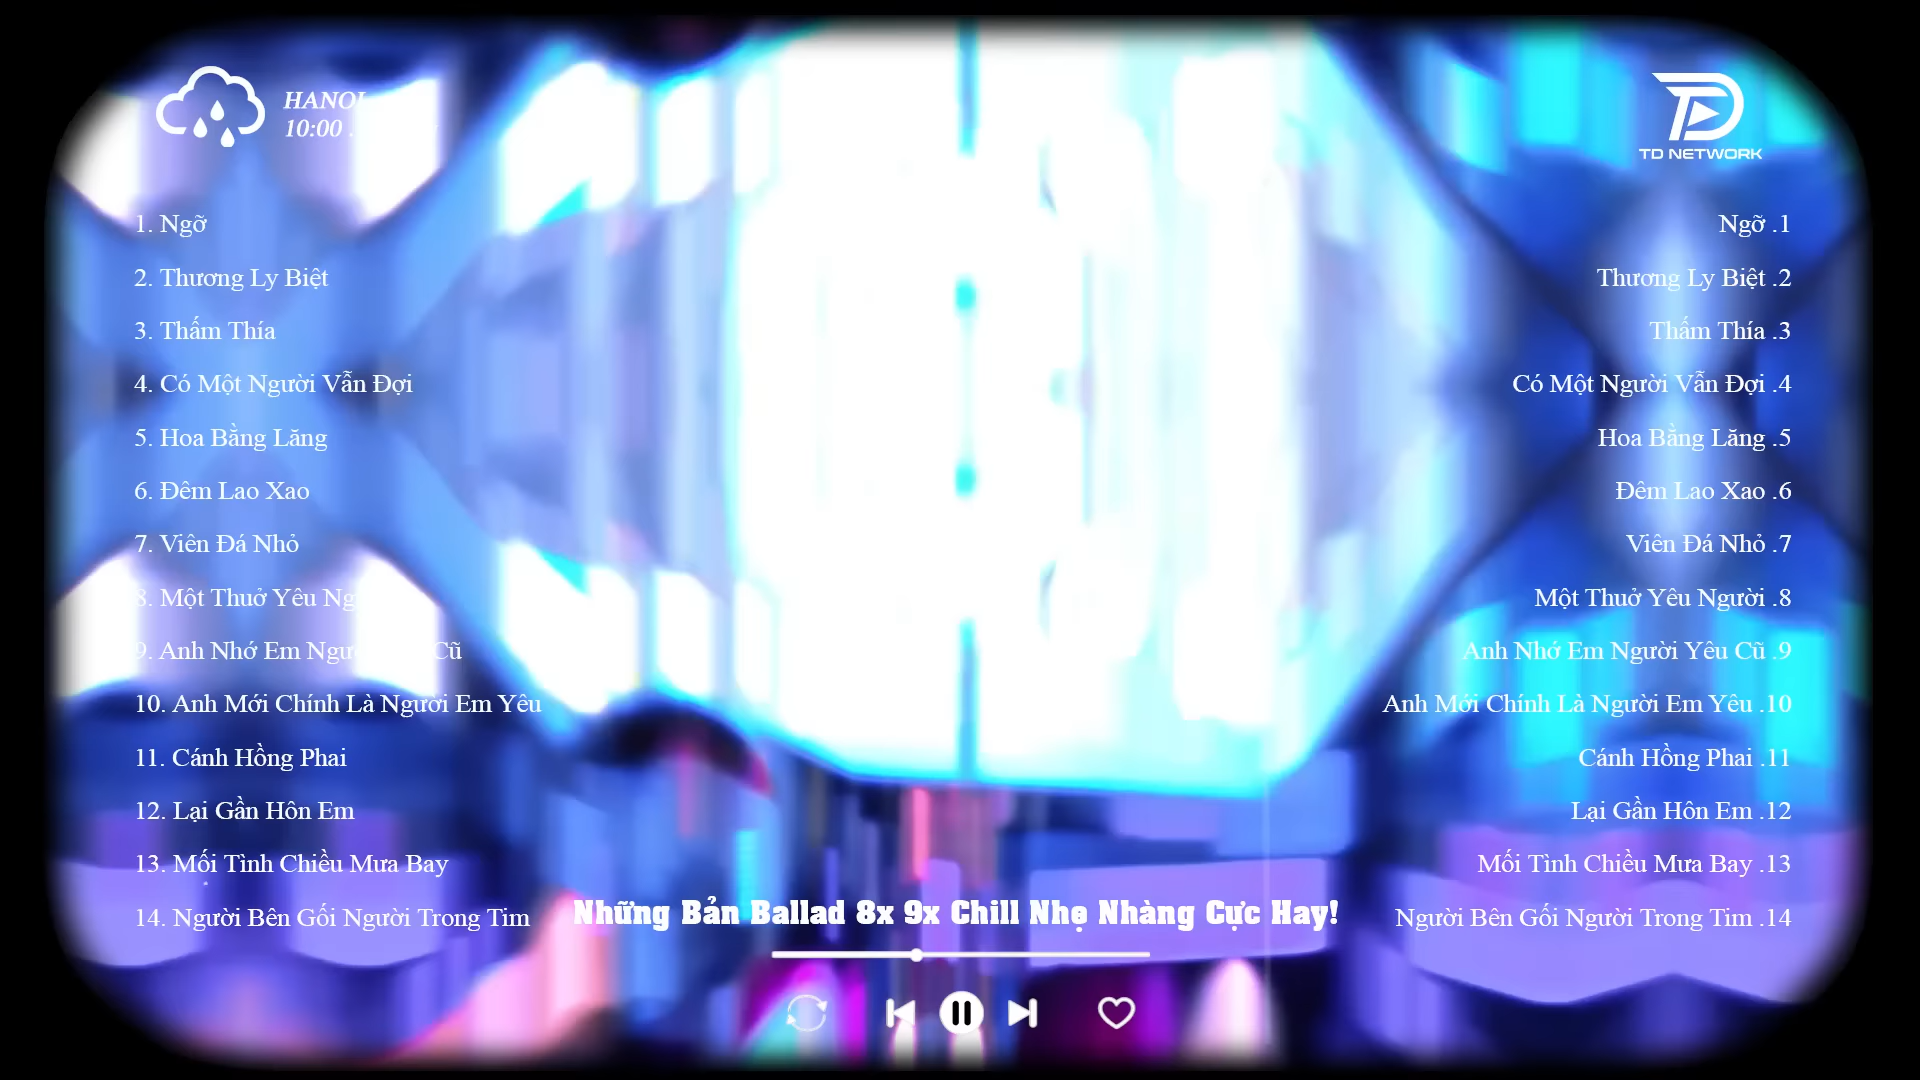 HANOI
10:00
TD NETWORK
1. Ngỡ
2. Thương Ly Biệt
3. Thấm Thía
4. Có Một Người Vẫn Đợi
5. Hoa Bằng Lăng
6. Đêm Lao Xao
7. Viên Đá Nhỏ
8. Một Thuở Yêu
9. Anh Nhớ Em Người Cũ
10. Anh Mới Chính Là Người Em Yêu
11. Cánh Hồng Phai
12. Lại Gần Hôn Em
13. Mối Tình Chiều Mưa Bay
14. Người Bên Gối Người Trong Tim
Ngỡ .1
Thương Ly Biệt .2
Thấm Thía .3
Có Một Người Vẫn Đợi .4
Hoa Bằng Lăng .5
Đêm Lao Xao .6
Viên Đá Nhỏ .7
Một Thuở Yêu Người .8
Anh Nhớ Em Người Yêu Cũ .9
Anh Mới Chính Là Người Em Yêu .10
Cánh Hồng Phai .11
Lại Gần Hôn Em .12
Mối Tình Chiều Mưa Bay .13
Người Bên Gối Người Trong Tim .14
Những Bản Ballad 8x 9x Chill Nhẹ Nhàng Cực Hay!